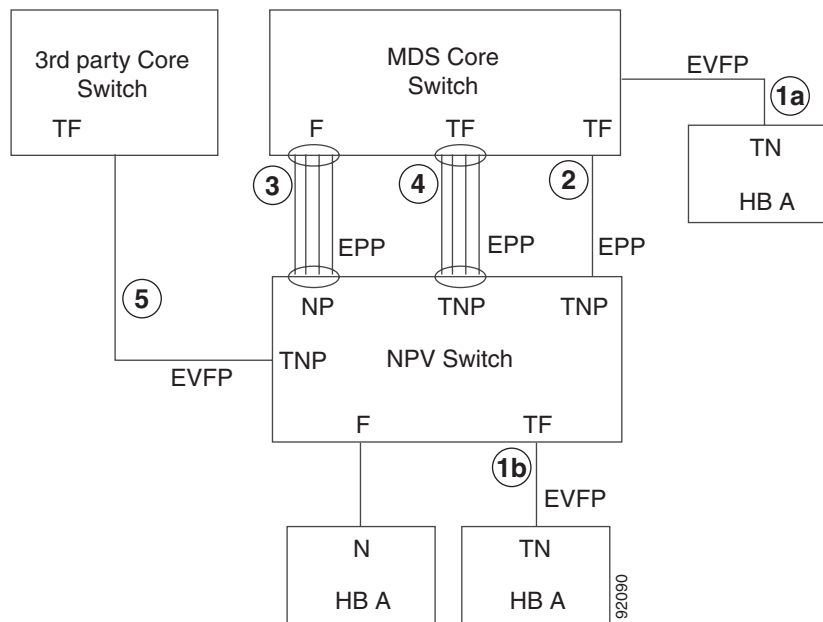 3rd party Core
Switch
TF
MDS Core
Switch
F
TF
TF
EVFP
1a
TN
HB A
3
4
2
EPP
EPP
EPP
5
NP
TNP
TNP
EVFP
TNP
NPV Switch
F
TF
1b
EVFP
N
HB A
TN
HB A
92090